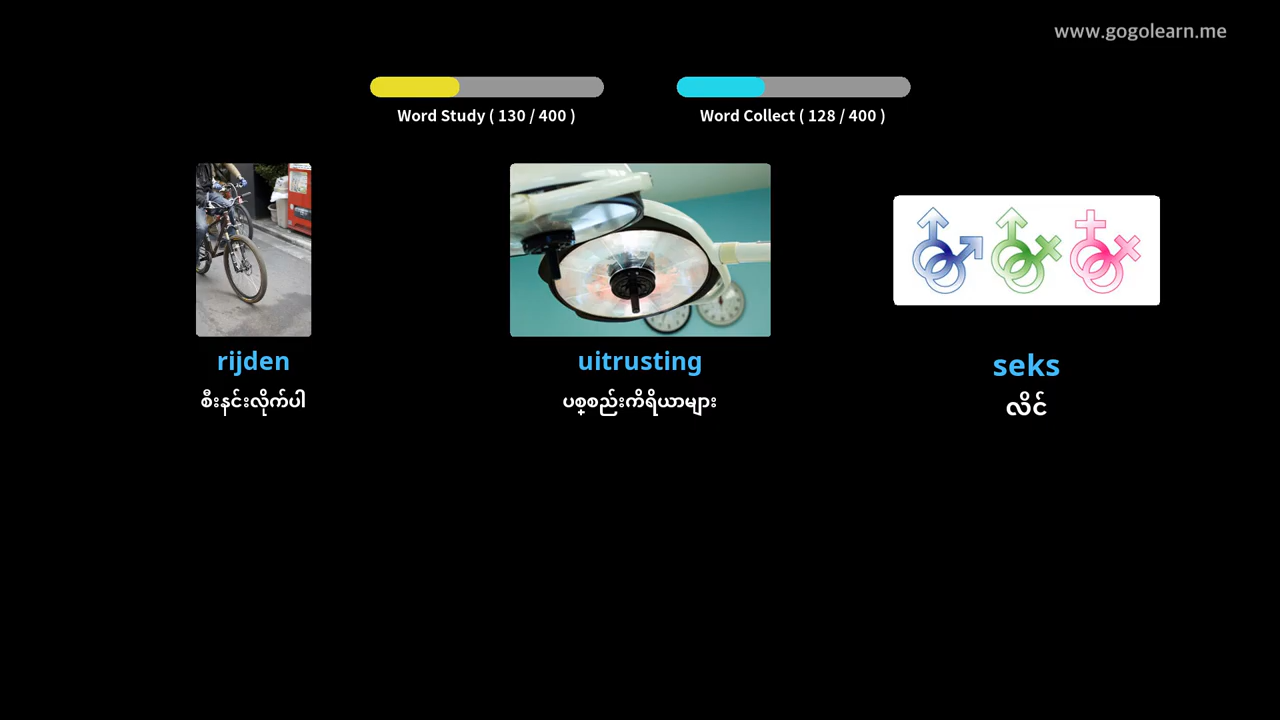 www.gogolearn.me
Word Study ( 130 / 400 )
Word Collect ( 128 / 400 )
rijden
စီးနင်းလိုက်ပါ
uitrusting
ပစ္စည်းကိရိယာများ
seks
လိင်